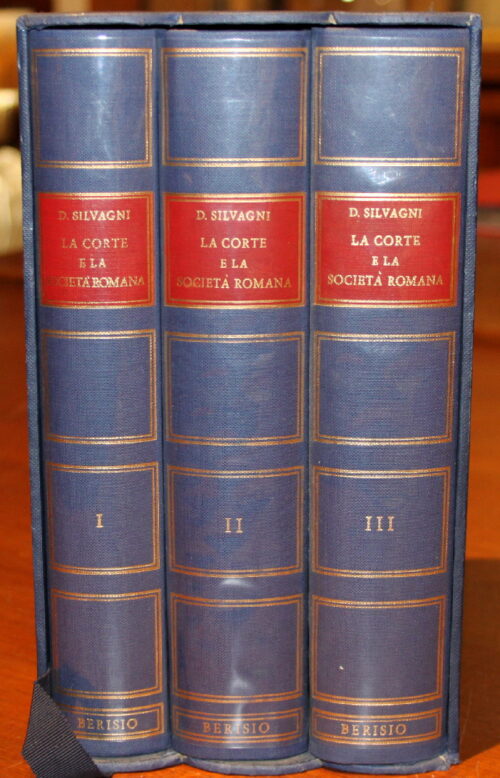 D. SILVAGNI
LA CORTE
E LA
SOCIETÀ ROMANA
I
BERISIO
D. SILVAGNI
LA CORTE
E LA
SOCIETÀ ROMANA
II
BERISIO
D. SILVAGNI
LA CORTE
E LA
SOCIETÀ ROMANA
III
BERISIO